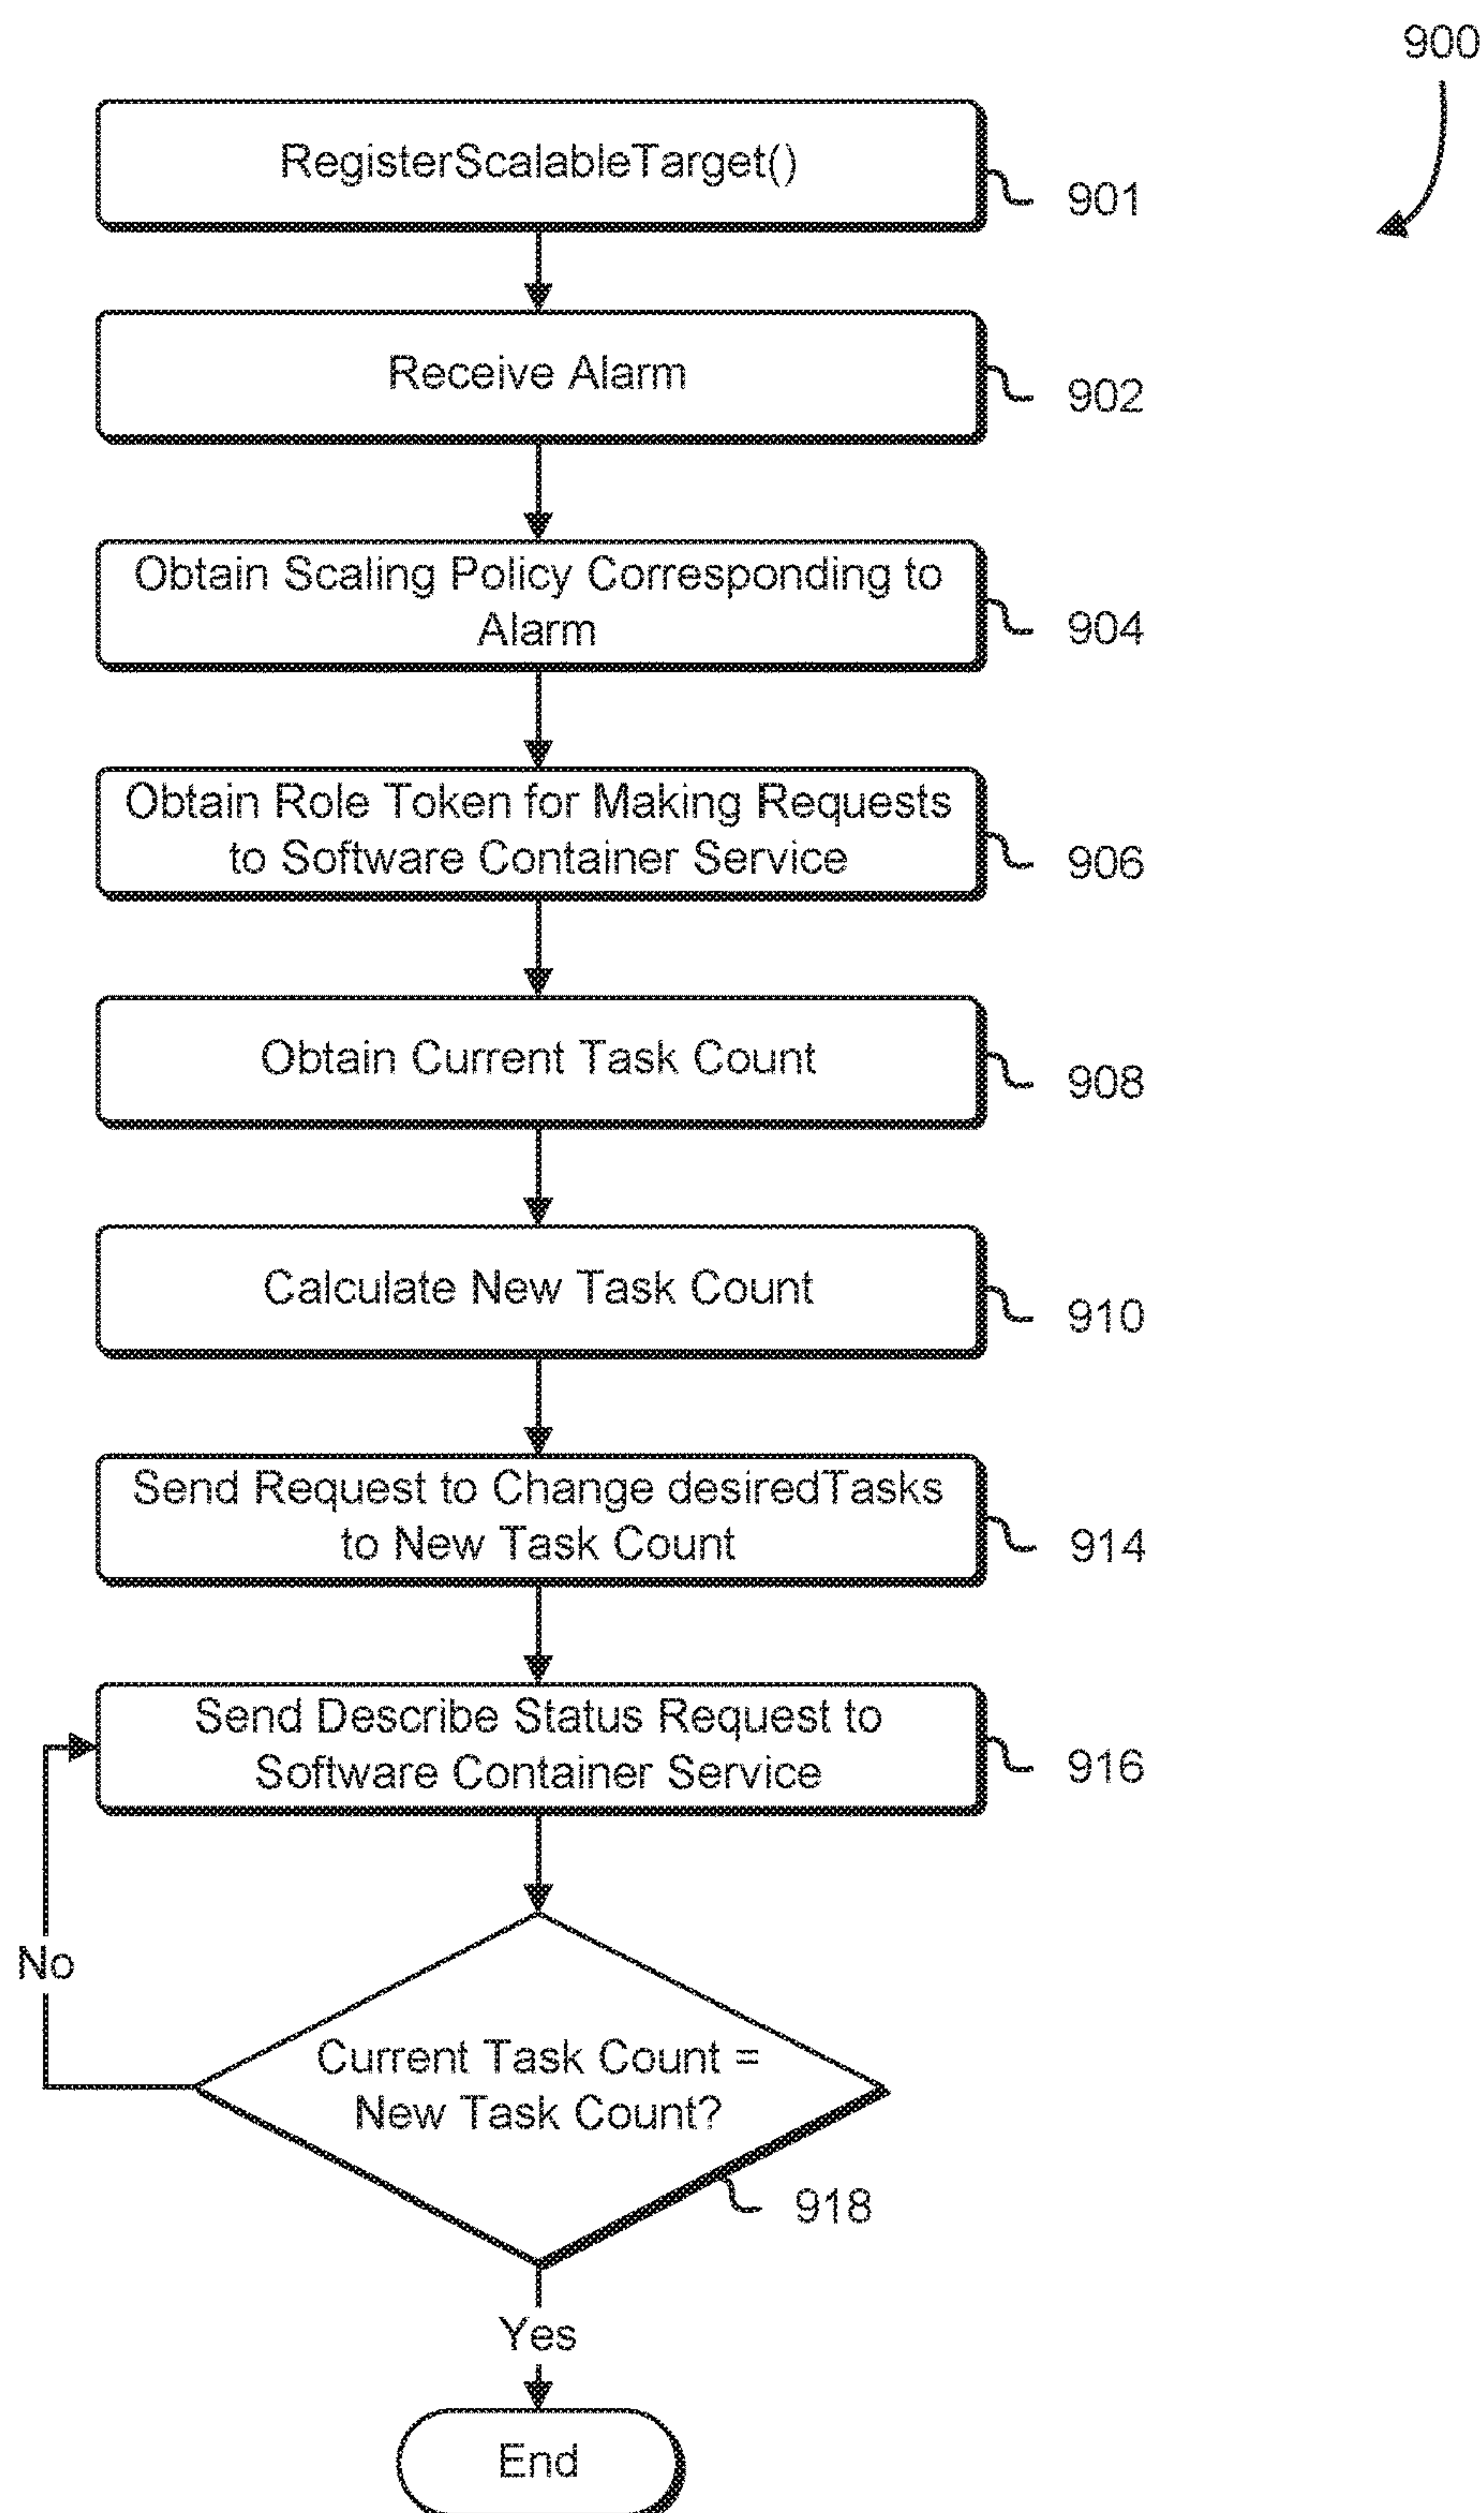 900
RegisterScalableTarget()
901
Receive Alarm
902
Obtain Scaling Policy Corresponding to
Alarm
904
Obtain Role Token for Making Requests
to Software Container Service
906
Obtain Current Task Count
908
Calculate New Task Count
910
Send Request to Change desiredTasks
to New Task Count
914
Send Describe Status Request to
Software Container Service
916
No
Current Task Count =
New Task Count?
918
Yes
End